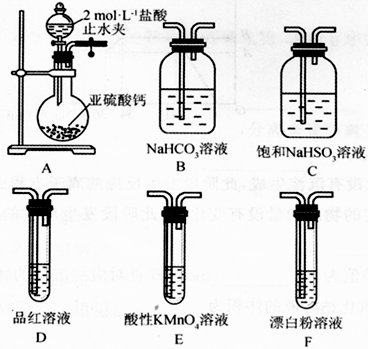 2 mol·L⁻¹盐酸
止水夹
亚硫酸钙
A
NaHCO₃溶液
B
饱和NaHSO₃溶液
C
品红溶液
D
酸性KMnO₄溶液
E
漂白粉溶液
F